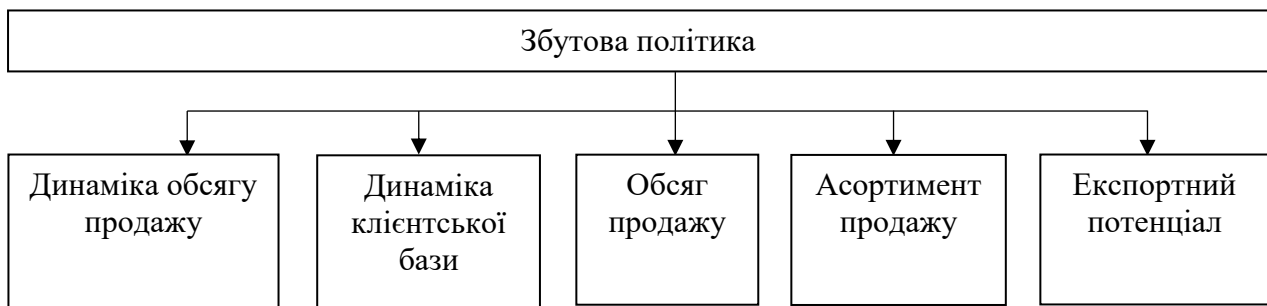 Збутова політика
Динаміка обсягу
продажу
Динаміка
клієнтської
бази
Обсяг
продажу
Асортимент
продажу
Експортний
потенціал